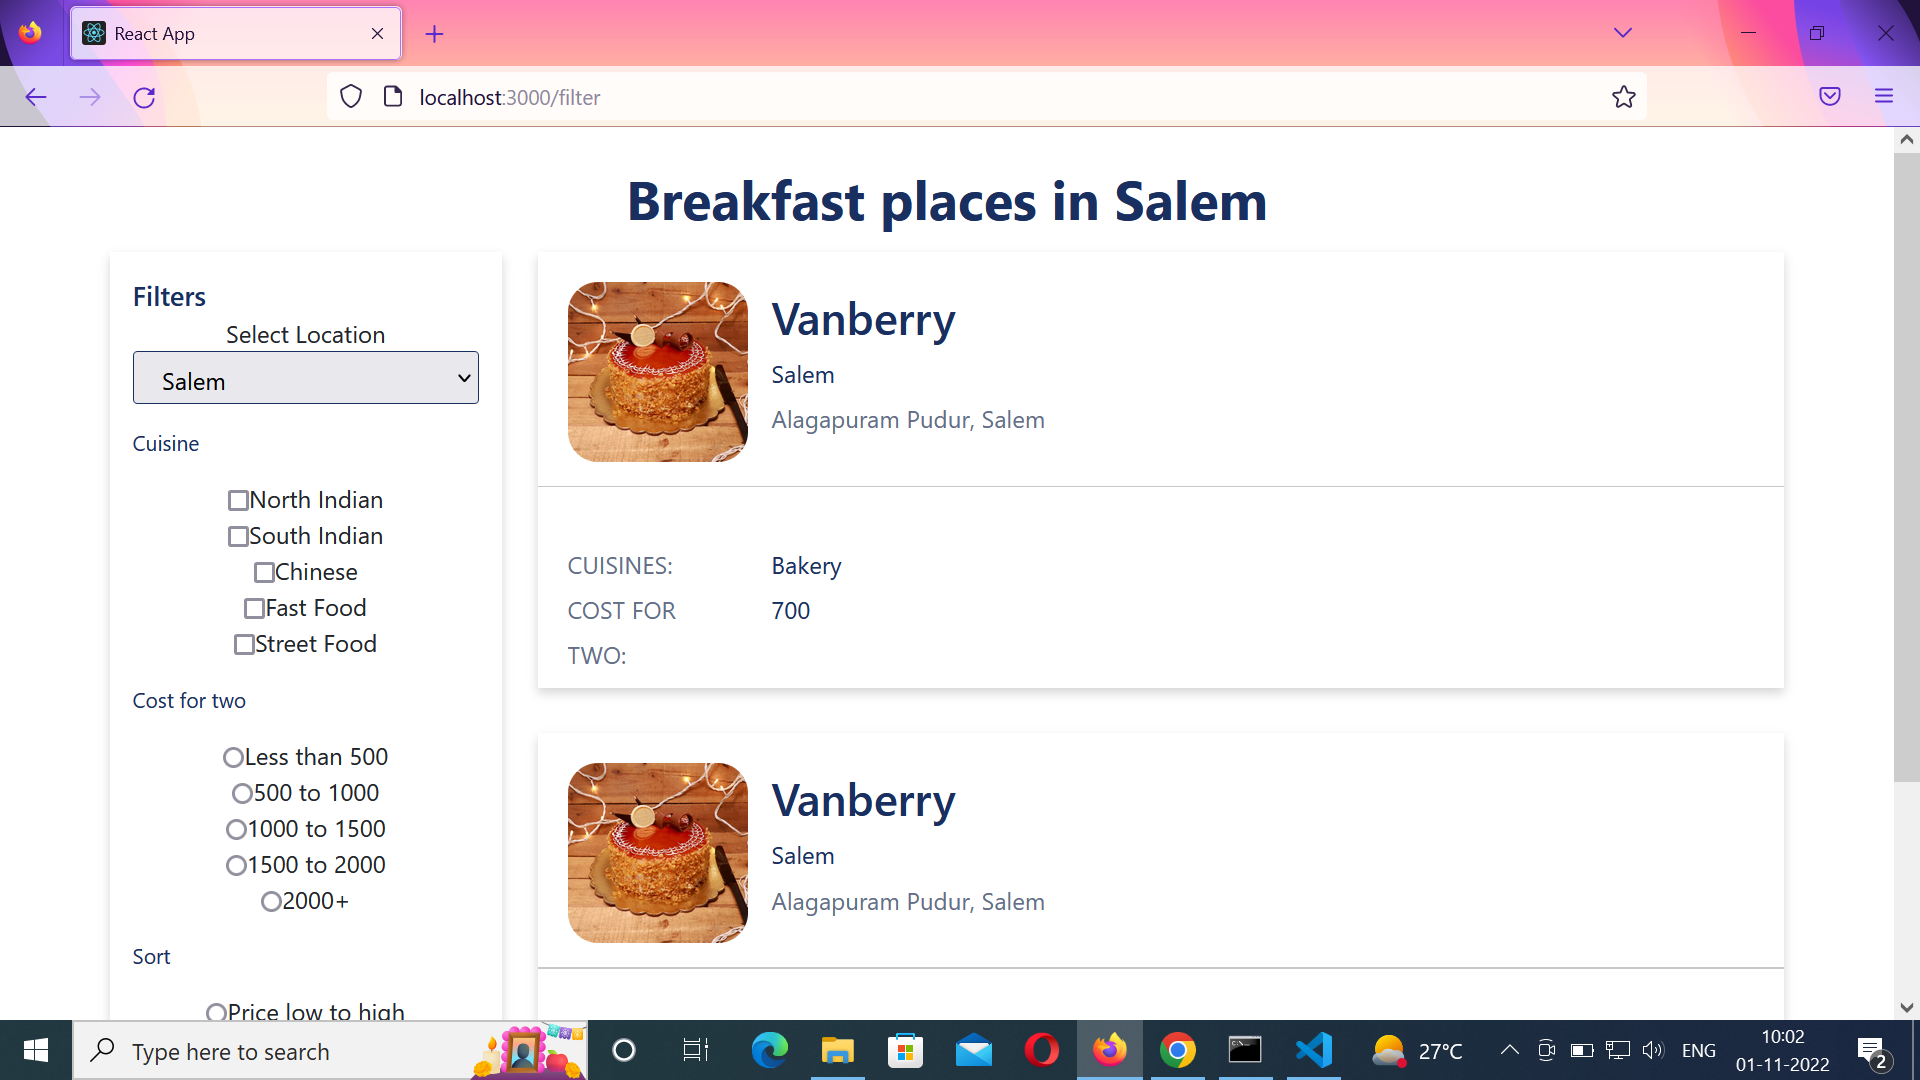 React App
localhost:3000/filter
Breakfast places in Salem
Filters
Select Location
Salem
Cuisine
North Indian
South Indian
Chinese
Fast Food
Street Food
Cost for two
Less than 500
500 to 1000
1000 to 1500
1500 to 2000
2000+
Sort
Price low to high
Vanberry
Salem
Alagapuram Pudur, Salem
CUISINES: Bakery
COST FOR 700
TWO:
Vanberry
Salem
Alagapuram Pudur, Salem
Type here to search
27°C
ENG
10:02
01-11-2022
2